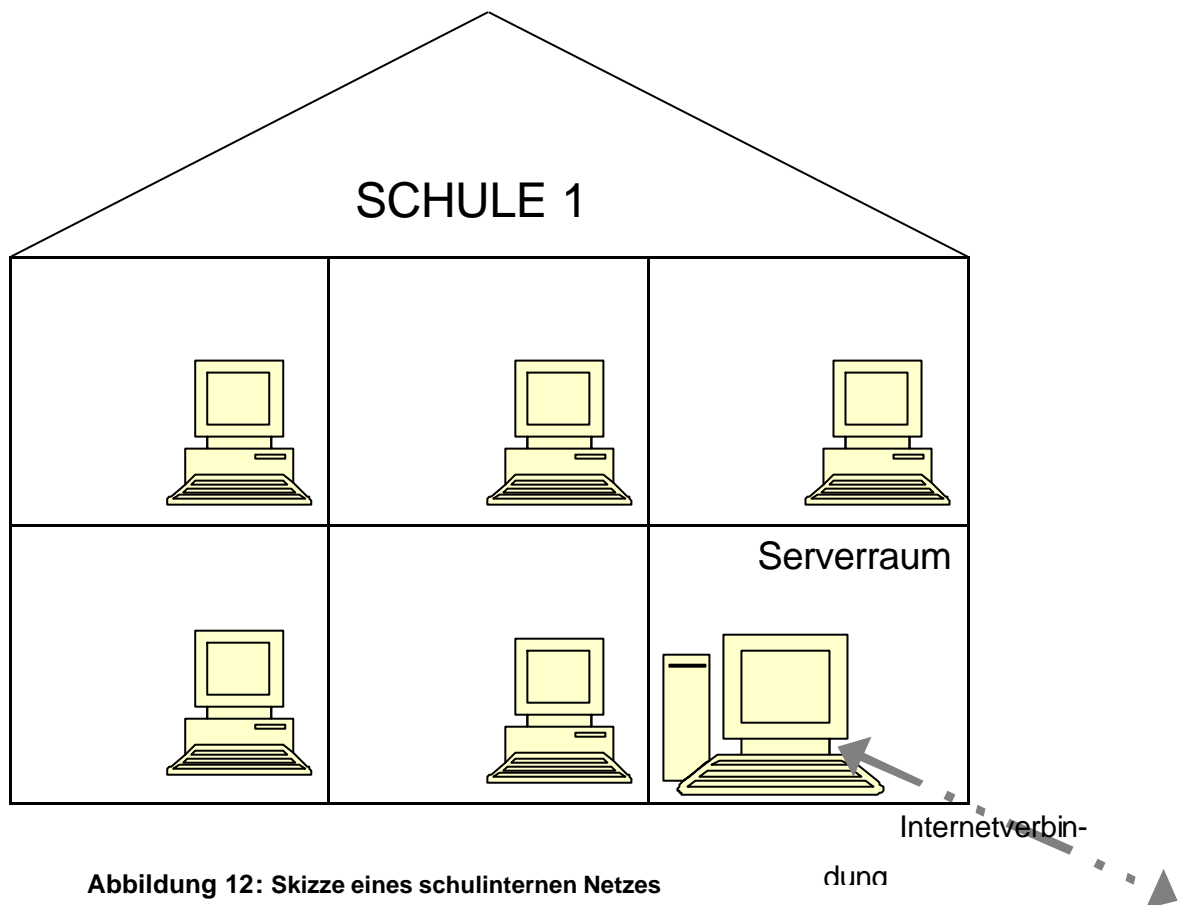 SCHULE 1
Serverraum
Internetverbin-
dung
Abbildung 12: Skizze eines schulinternen Netzes